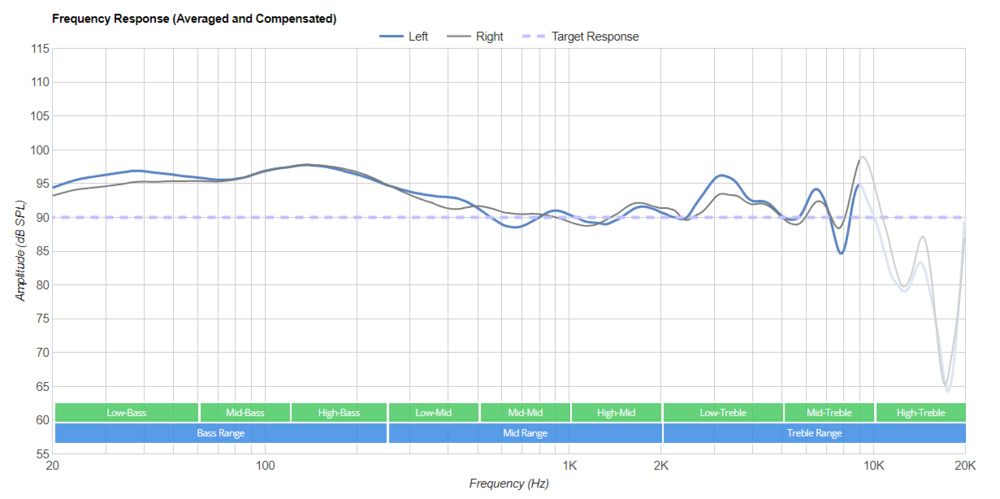 Frequency Response (Averaged and Compensated)
Left Right Target Response
115
110
105
100
95
90
85
80
75
70
65
60
55
Amplitude (dB SPL)
Low-Bass Mid-Bass High-Bass Low-Mid Mid-Mid High-Mid Low-Treble Mid-Treble High-Treble
Bass Range Mid Range Treble Range
20 100 1K 2K 10K 20K
Frequency (Hz)